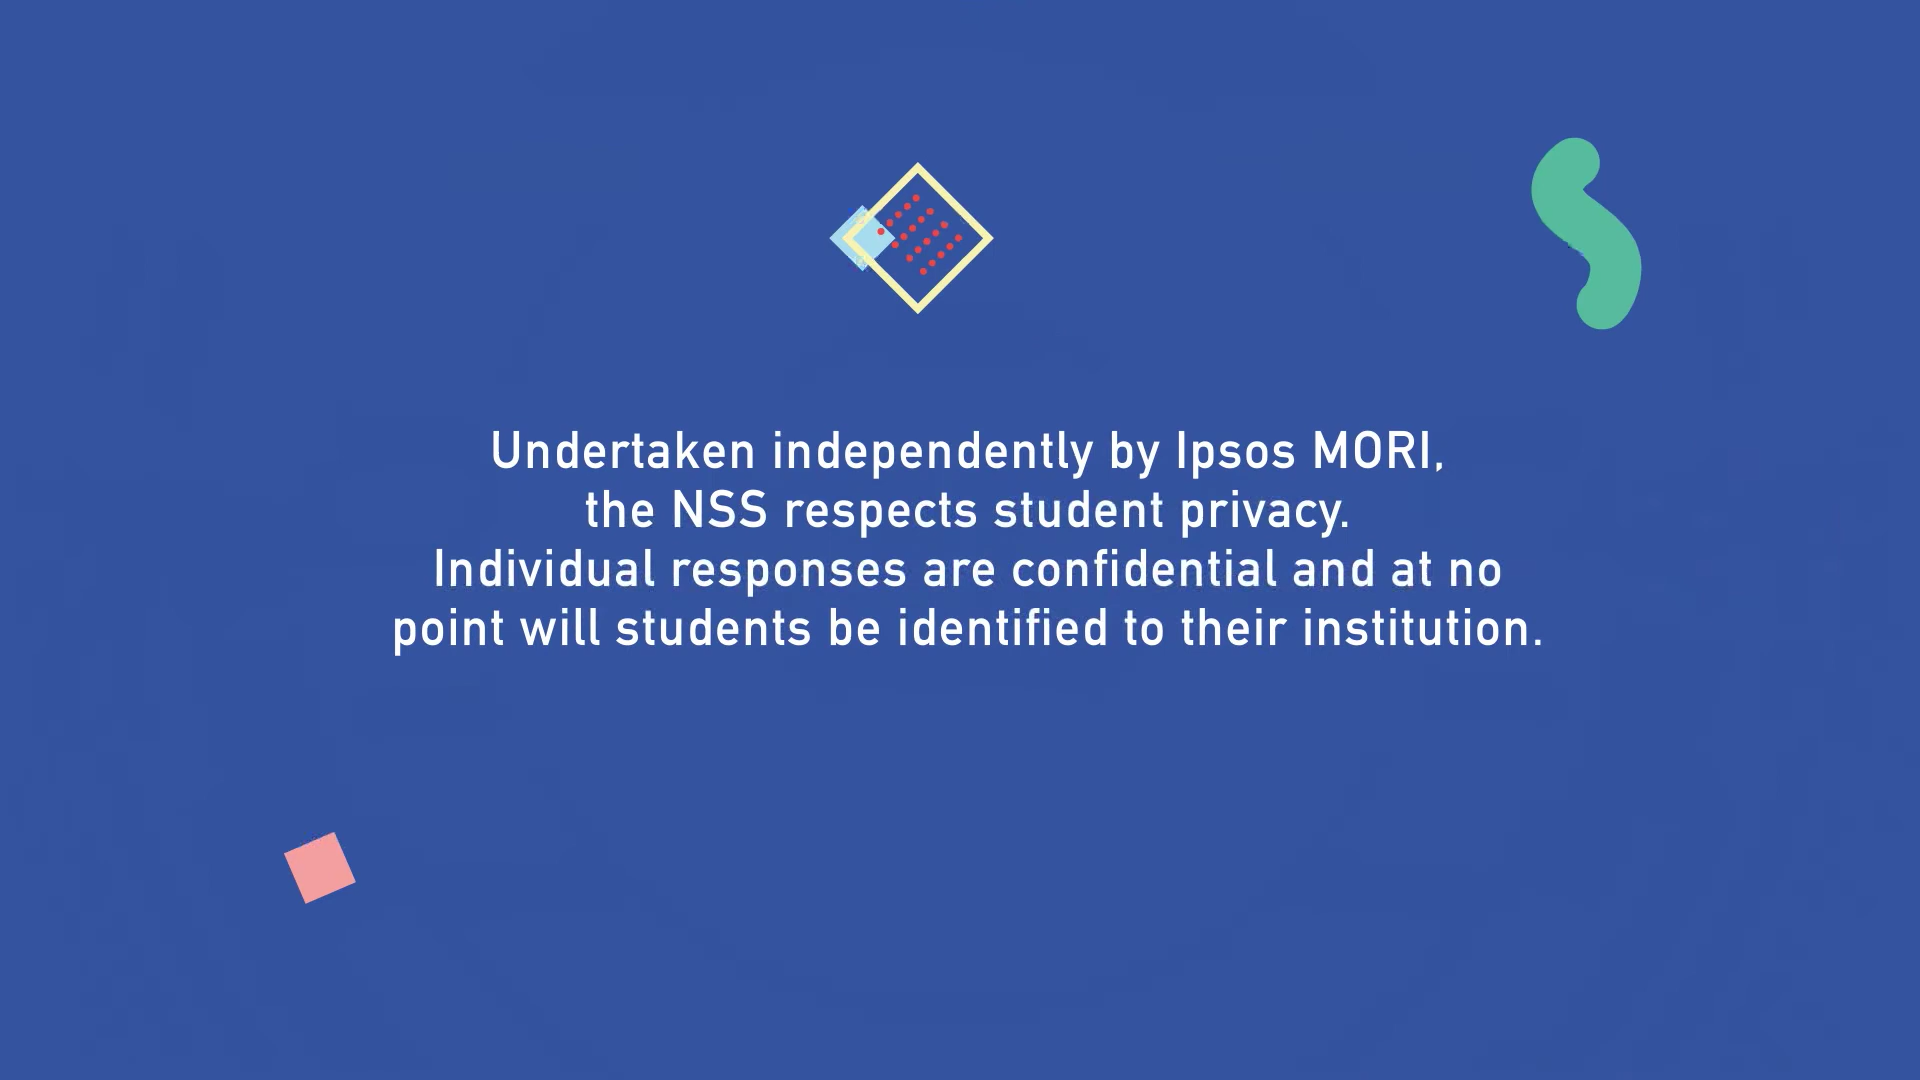 Undertaken independently by Ipsos MORI,
the NSS respects student privacy.
Individual responses are confidential and at no
point will students be identified to their institution.